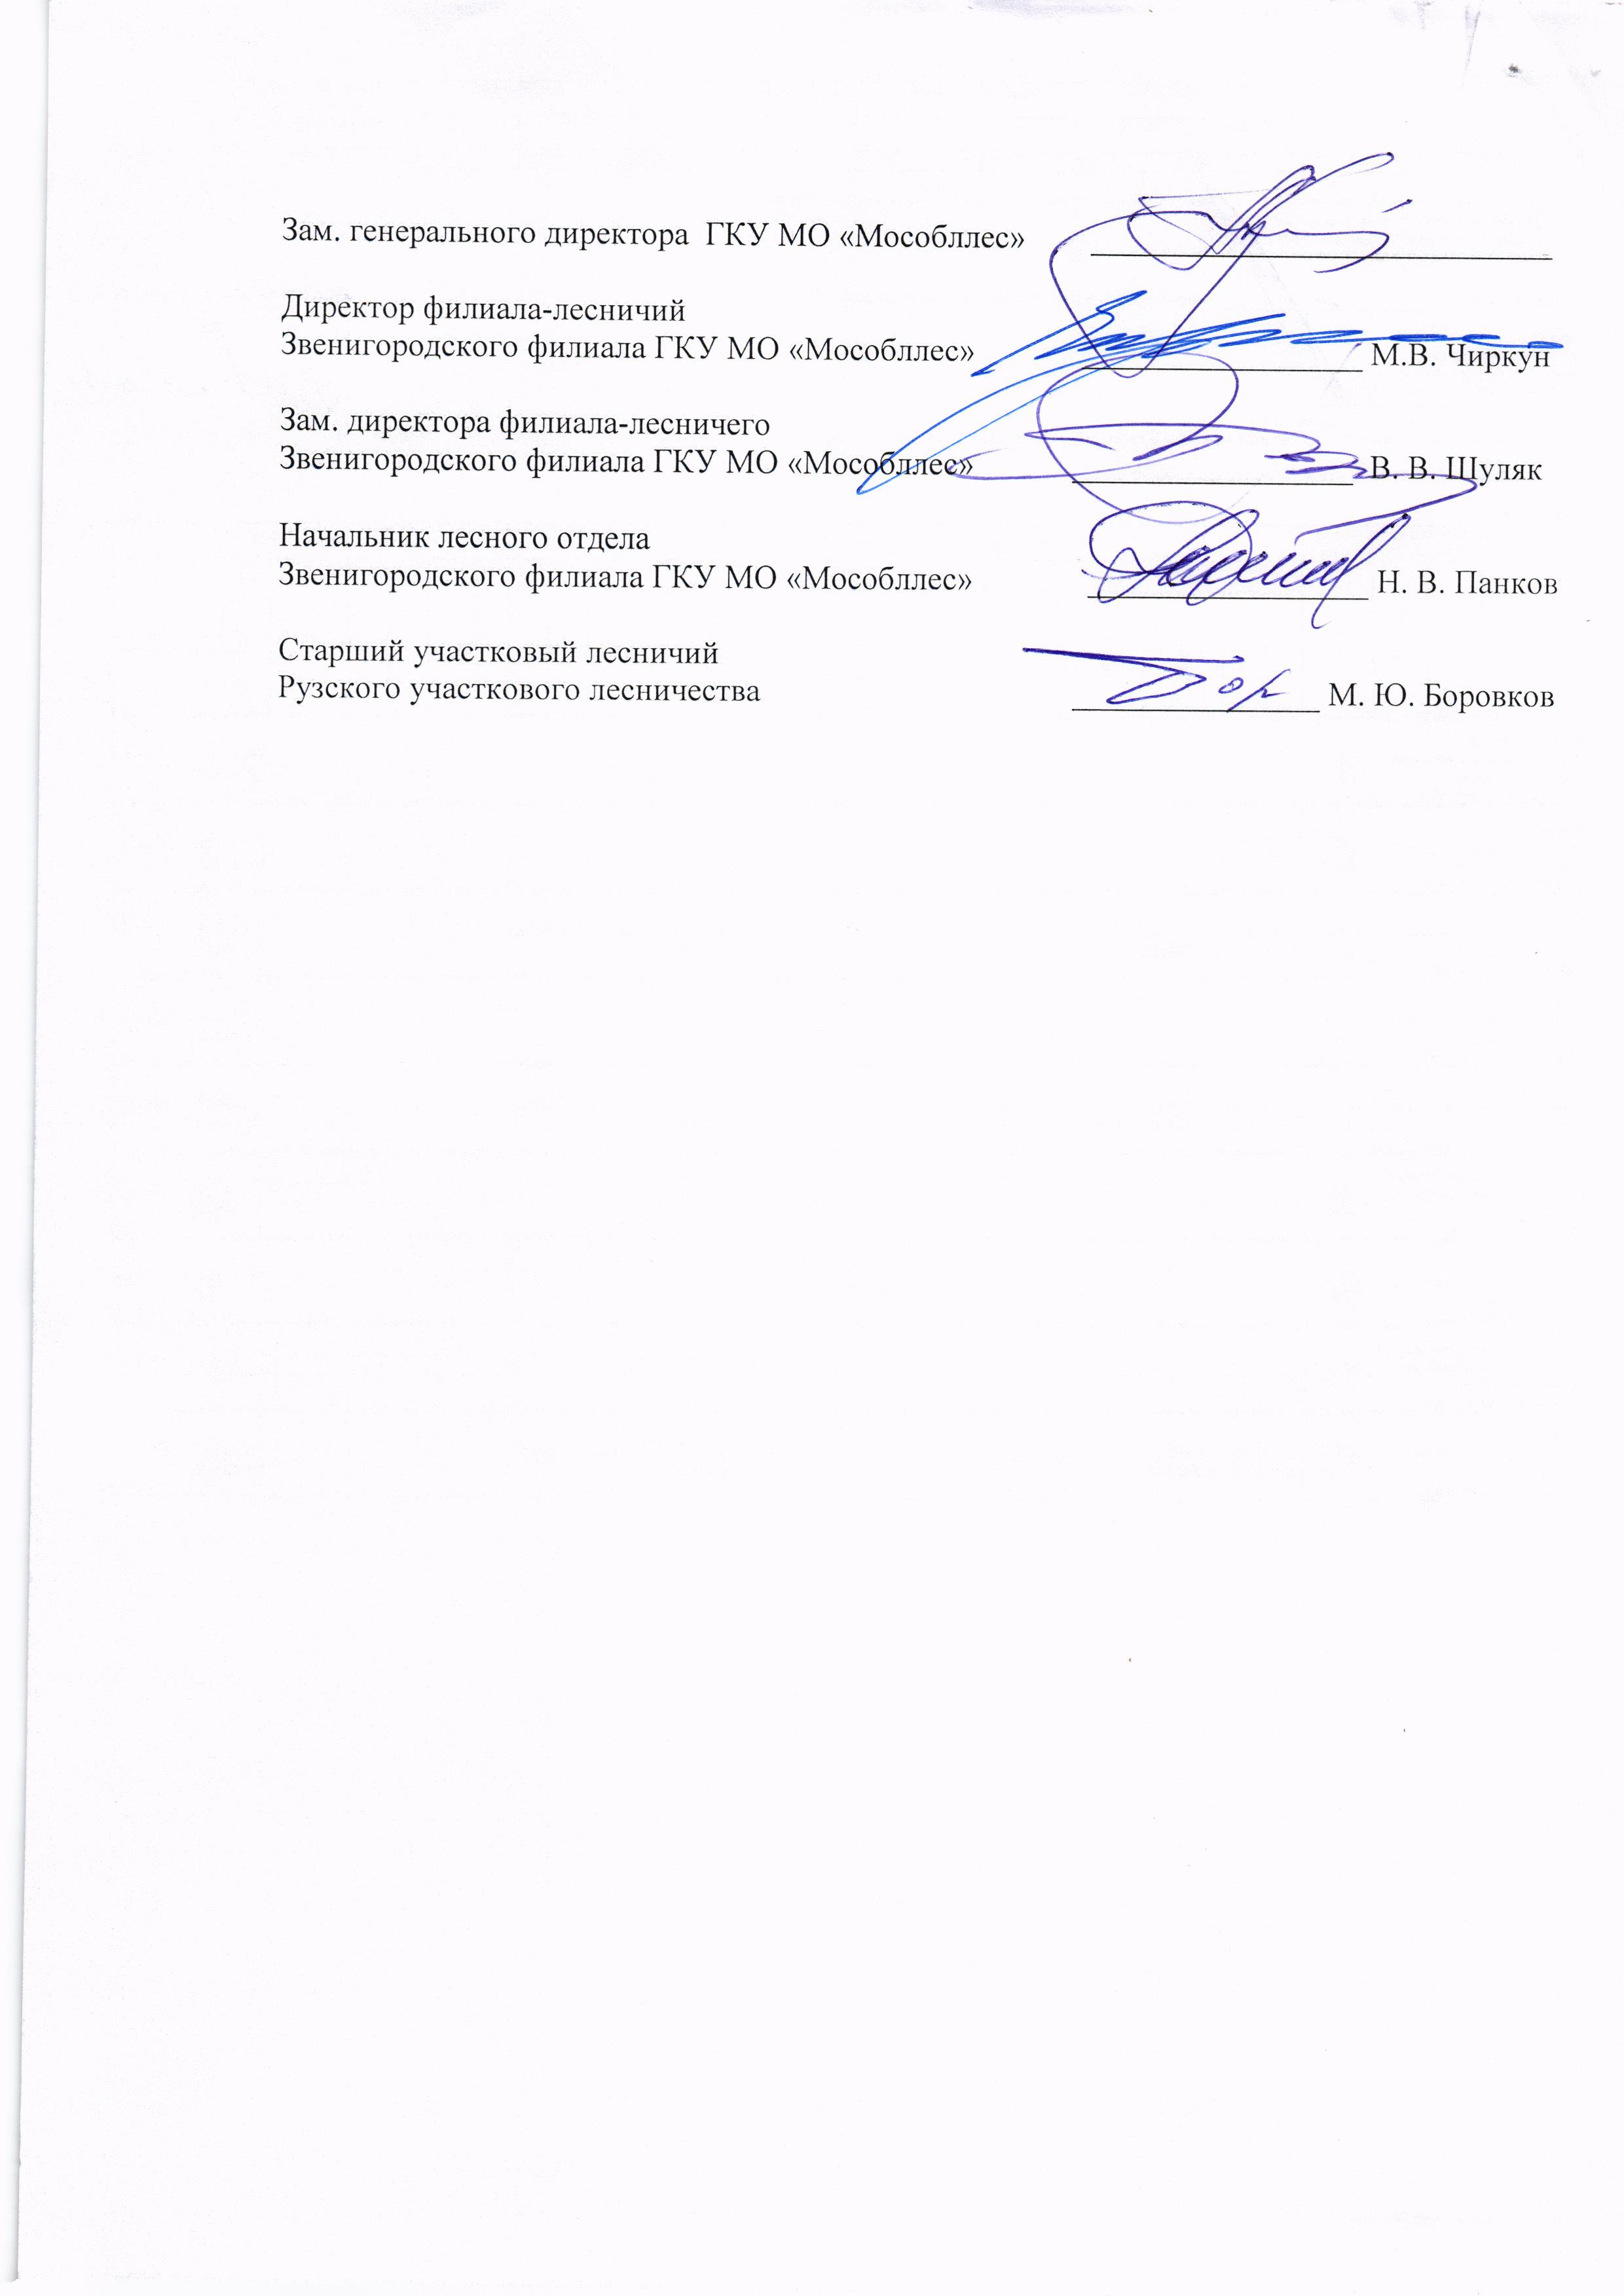 Зам. генерального директора ГКУ МО «Мособллес»
Директор филиала-лесничий
Звенигородского филиала ГКУ МО «Мособллес» М.В. Чиркун
Зам. директора филиала-лесничего
Звенигородского филиала ГКУ МО «Мособллес» В. В. Шуляк
Начальник лесного отдела
Звенигородского филиала ГКУ МО «Мособллес» Н. В. Панков
Старший участковый лесничий
Рузского участкового лесничества М. Ю. Боровков